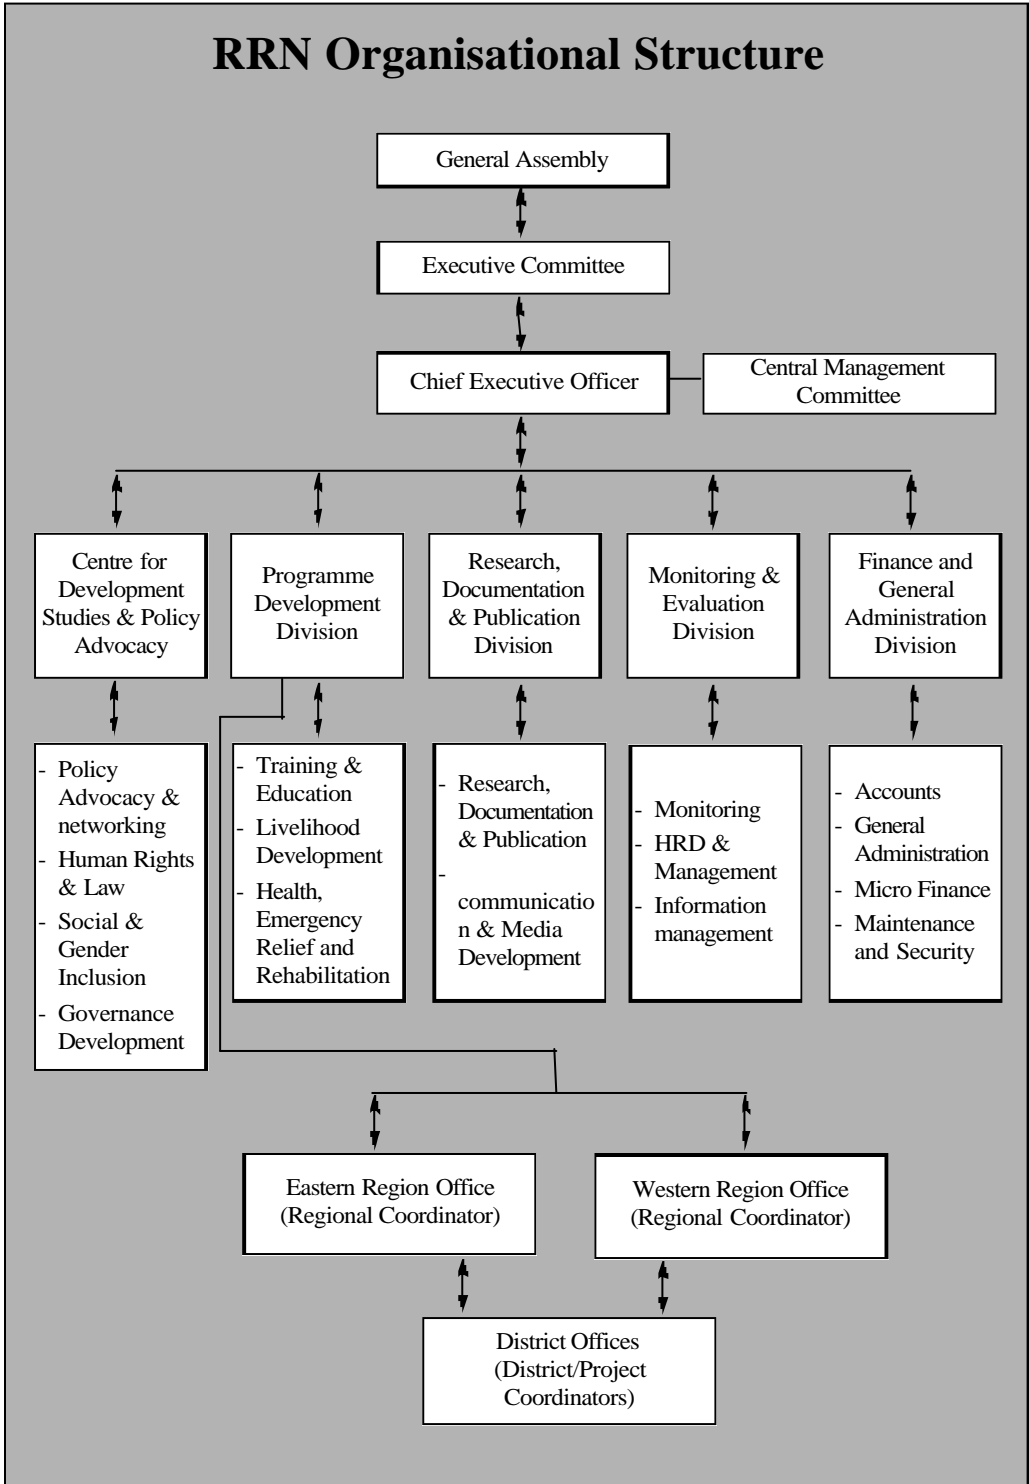 RRN Organisational Structure
General Assembly
Executive Committee
Chief Executive Officer
Central Management
Committee
Centre for
Development
Studies & Policy
Advocacy
Programme
Development
Division
Research,
Documentation
& Publication
Division
Monitoring &
Evaluation
Division
Finance and
General
Administration
Division
- Policy
Advocacy &
networking
- Human Rights
& Law
- Social &
Gender
Inclusion
- Governance
Development
- Training &
Education
- Livelihood
Development
- Health,
Emergency
Relief and
Rehabilitation
- Research,
Documentation
& Publication
-
communicatio
n & Media
Development
- Monitoring
- HRD &
Management
- Information
management
- Accounts
- General
Administration
- Micro Finance
- Maintenance
and Security
Eastern Region Office
(Regional Coordinator)
Western Region Office
(Regional Coordinator)
District Offices
(District/Project
Coordinators)